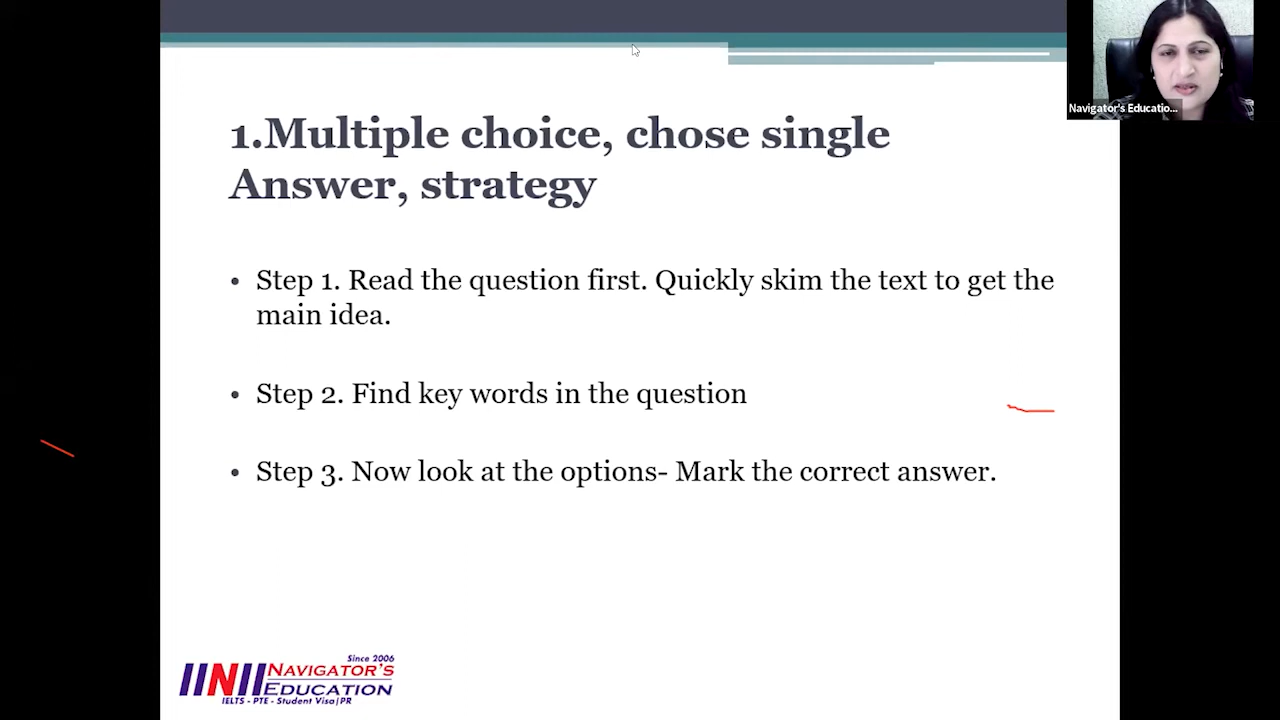 Navigator's Educatio...
1.Multiple choice, chose single
Answer, strategy
• Step 1. Read the question first. Quickly skim the text to get the
main idea.
• Step 2. Find key words in the question
• Step 3. Now look at the options- Mark the correct answer.
Since 2006
NAVIGATOR'S
EDUCATION
IELTS - PTE - Student Visa|PR